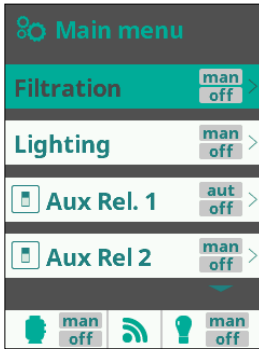 Main menu
Filtration man
off
Lighting man
off
Aux Rel. 1 aut
off
Aux Rel 2 man
off
man man
off off